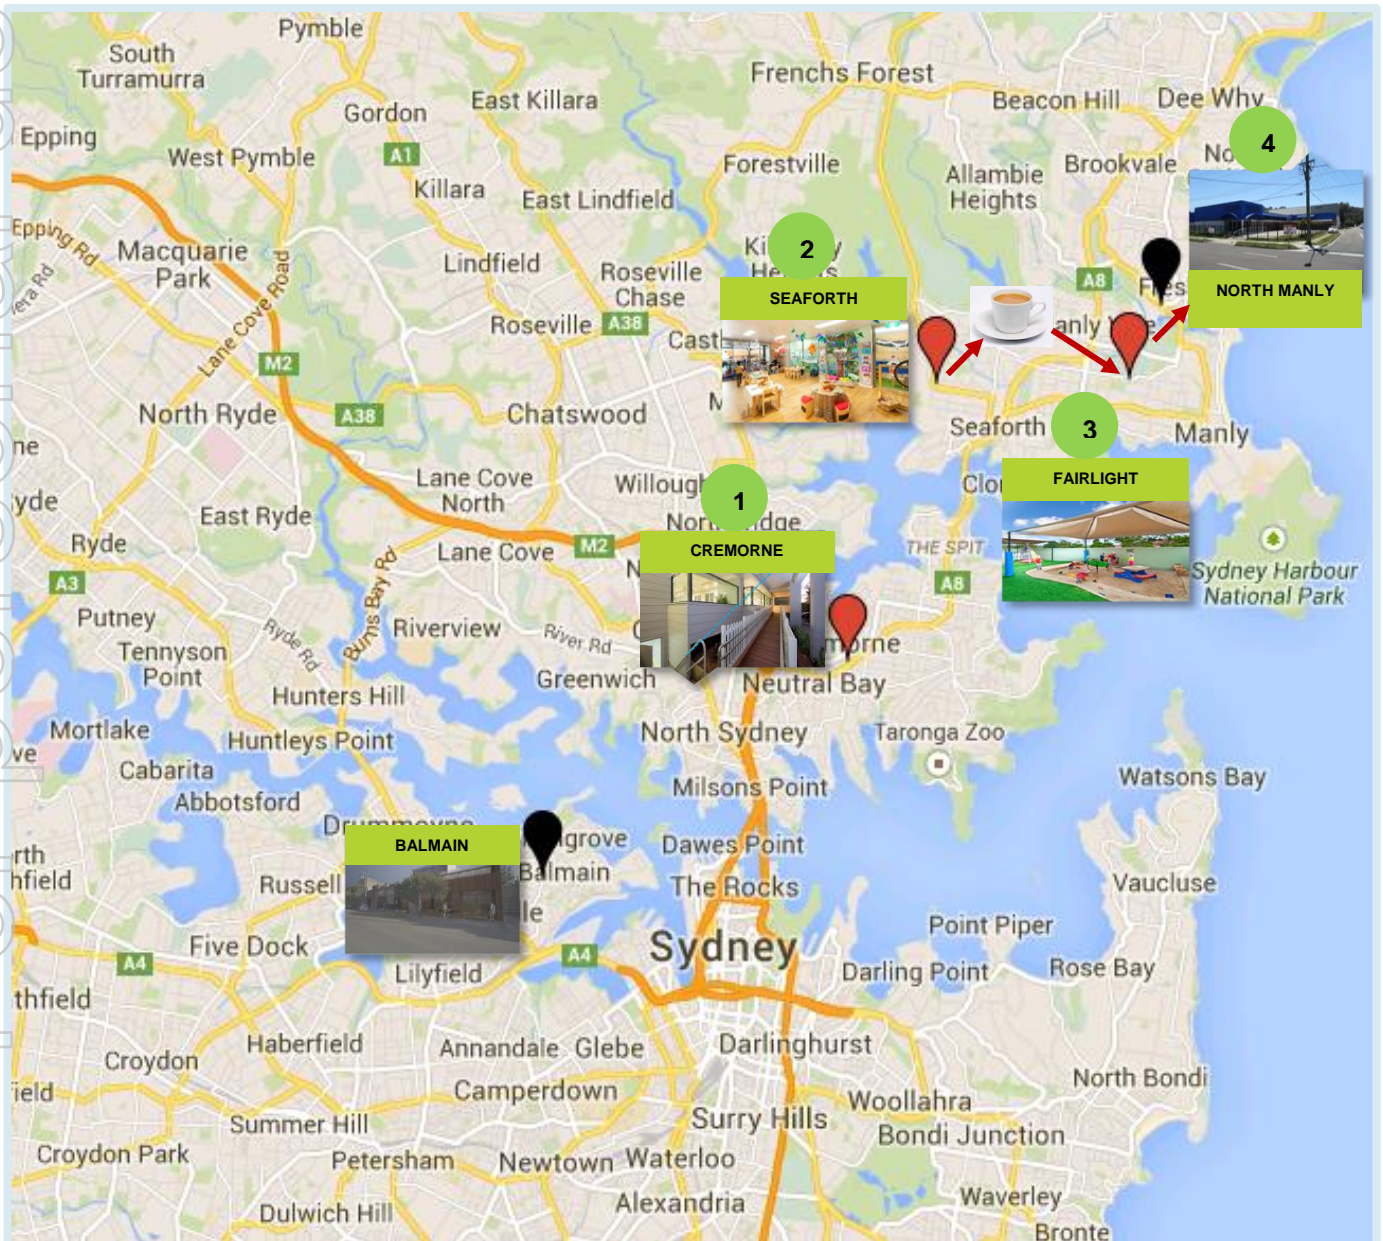 Pymble
South
Turramurra
Frenchs Forest
Gordon
East Killara
Beacon Hill
Dee Why
Epping
West Pymble
A1
Killara
East Lindfield
Forestville
Allambie
Heights
Brookvale
4
Epping Rd
Macquarie
Park
Lane Cove Road
Lindfield
Roseville
Chase
2
SEAFORTH
A8
NORTH MANLY
M2
Roseville
A38
North Ryde
A38
Chatswood
Seaforth
3
Manly
Lane Cove
North
1
FAIRLIGHT
East Ryde
CREMORNE
Ryde
Lane Cove
M2
THE SPIT
A8
A3
Sydney Harbour
National Park
Putney
Burns Bay Rd
Riverview
River Rd
Ryde Rd
Tennyson
Point
Greenwich
Neutral Bay
Hunters Hill
Mortlake
Huntleys Point
North Sydney
Taronga Zoo
Cabarita
Abbotsford
Milsons Point
Watsons Bay
BALMAIN
Dawes Point
Balmain
Russell
The Rocks
Vaucluse
Five Dock
A4
Lilyfield
A4
Sydney
Point Piper
Darling Point
Rose Bay
Croydon
Haberfield
Annandale
Glebe
Darlinghurst
Camperdown
North Bondi
Summer Hill
Surry Hills
Woollahra
Bondi Junction
Croydon Park
Petersham
Newtown
Waterloo
Dulwich Hill
Alexandria
Waverley
Bronte